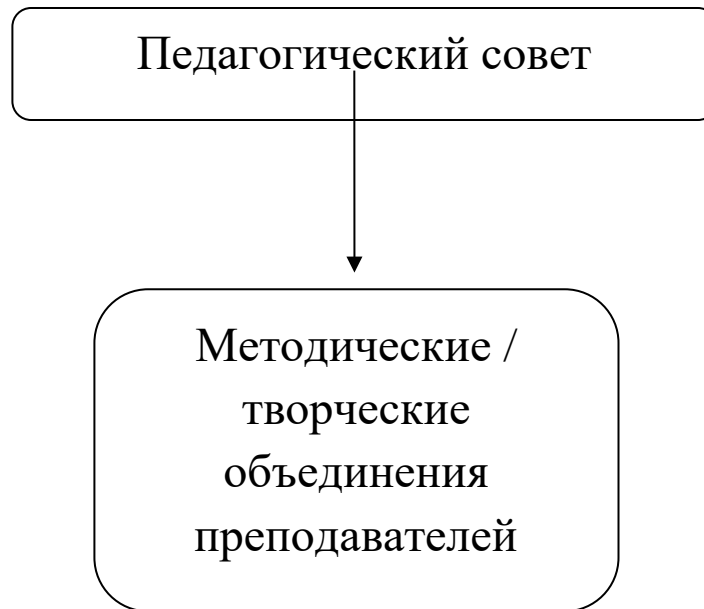 Педагогический совет
Методические /
творческие
объединения
преподавателей